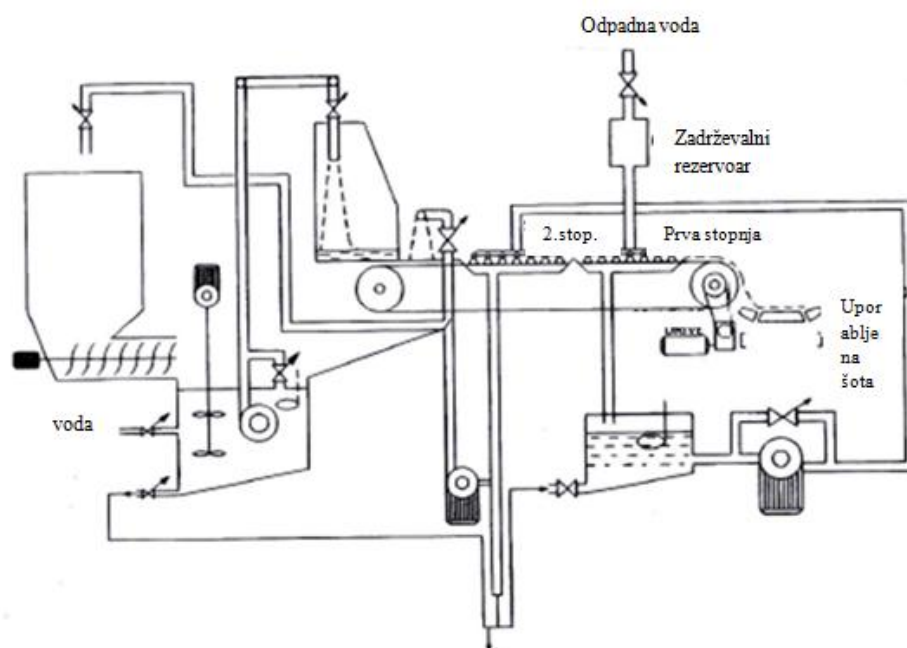 Odpadna voda
Zadrževalni
rezervoar
2.stop.
Prva stopnja
Upor
ablje
na
šota
voda